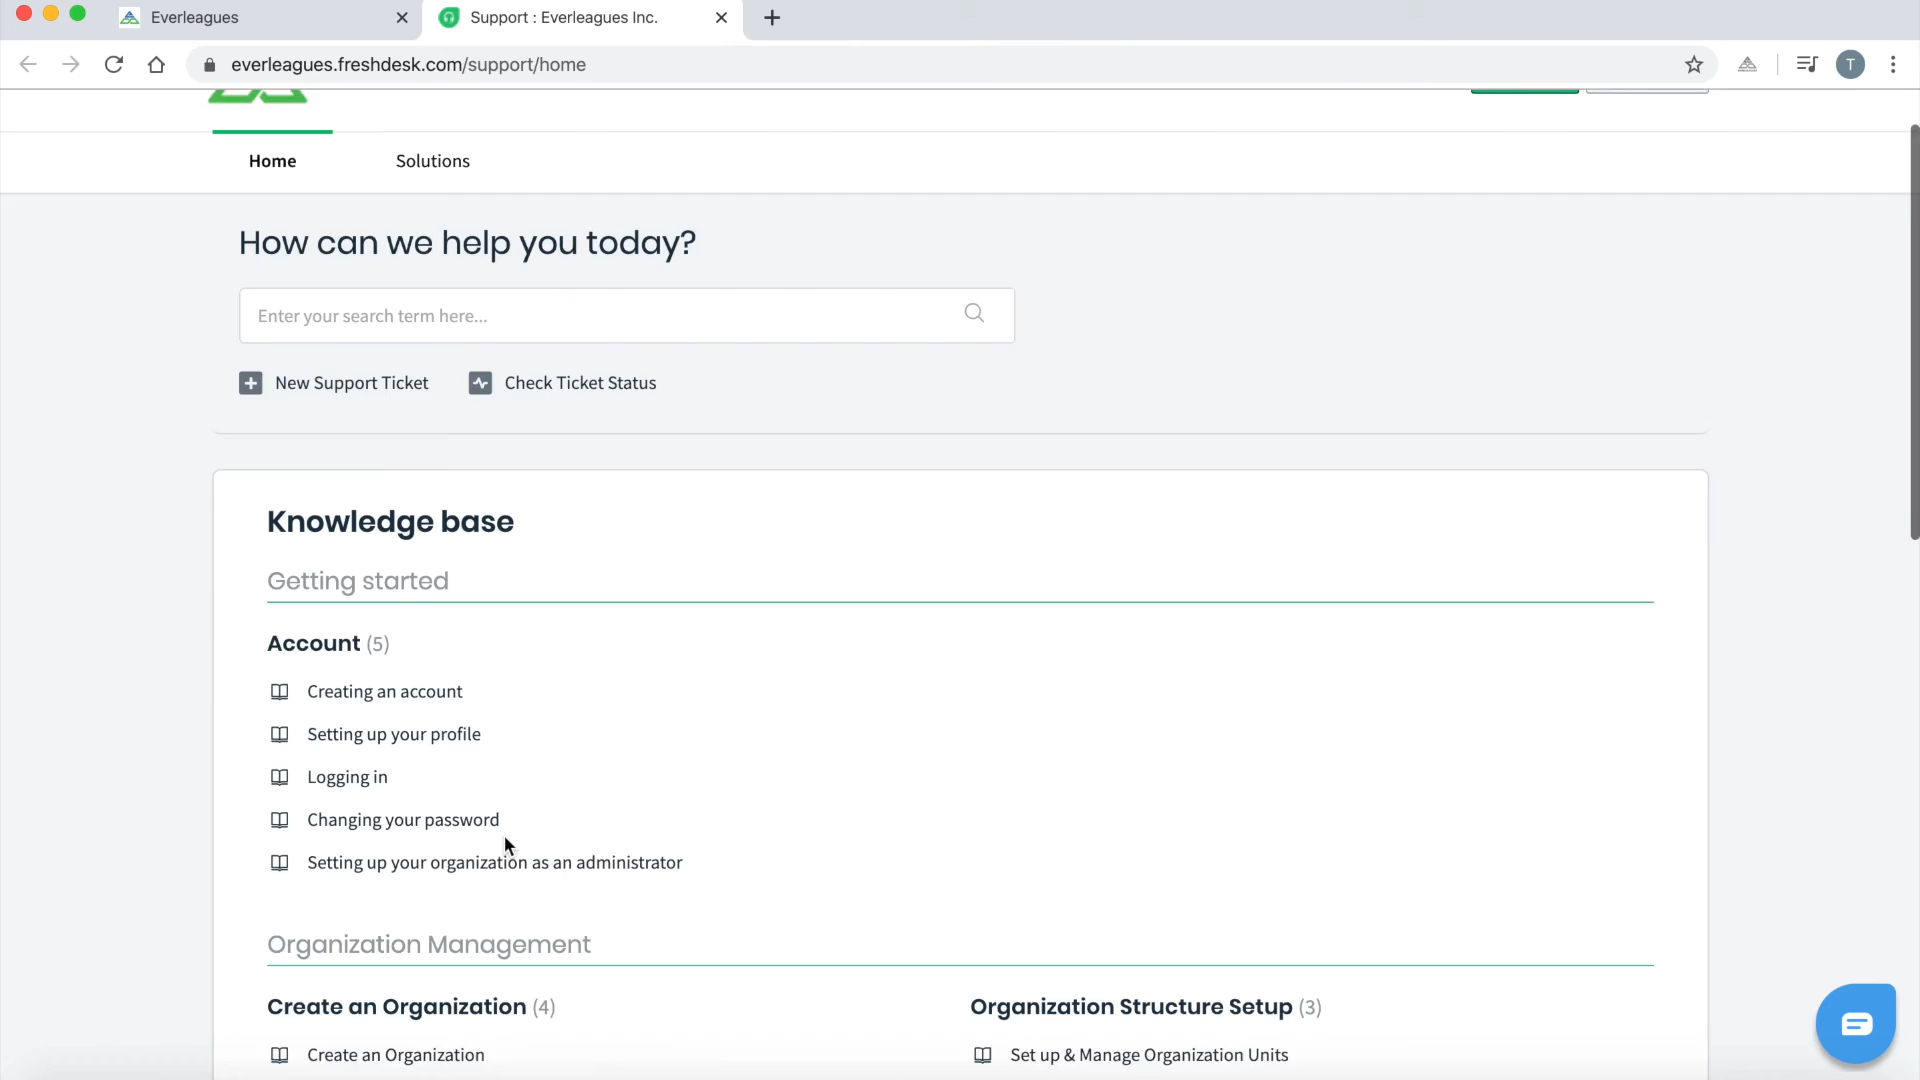 Everleagues
Support : Everleagues Inc.
everleagues.freshdesk.com/support/home
T
Home
Solutions
How can we help you today?
Enter your search term here...
New Support Ticket
Check Ticket Status
Knowledge base
Getting started
Account (5)
Creating an account
Setting up your profile
Logging in
Changing your password
Setting up your organization as an administrator
Organization Management
Create an Organization (4)
Organization Structure Setup (3)
Create an Organization
Set up & Manage Organization Units